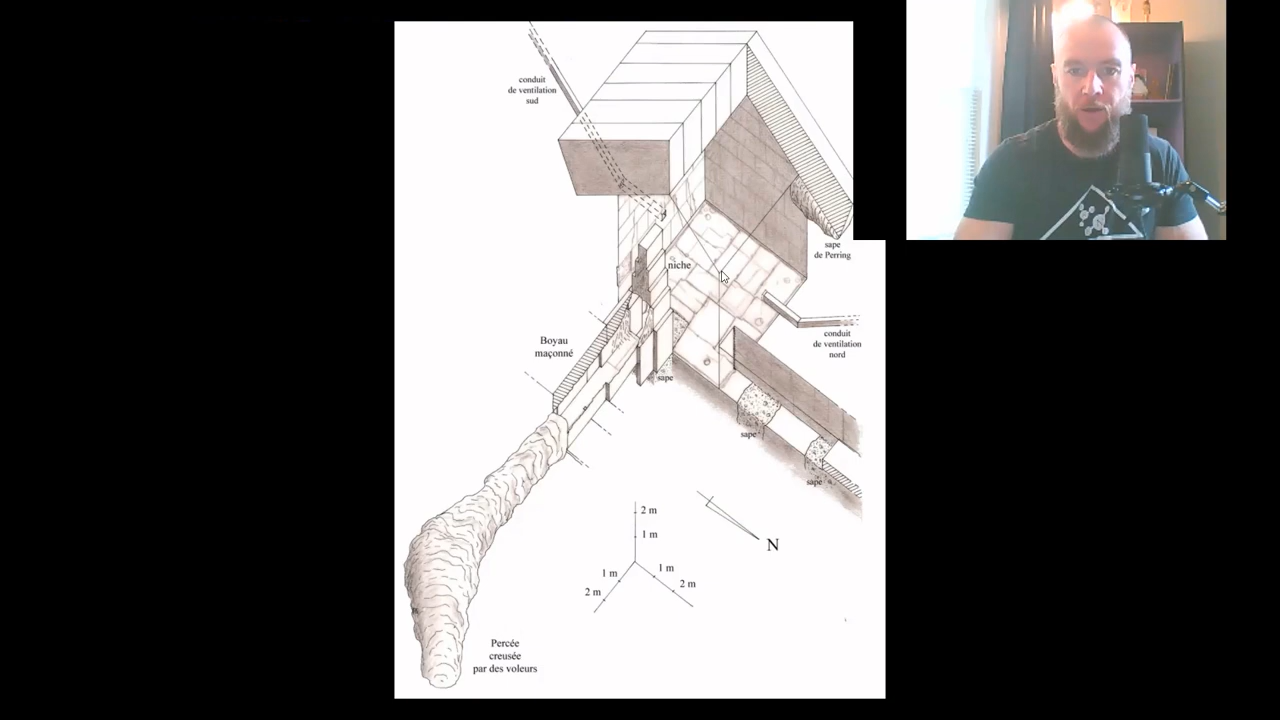 conduit
de ventilation
sud
sape
de Perring
niche
conduit
de ventilation
nord
Boyau
maçonné
sape
sape
sape
2 m
1 m
N
1 m
1 m
2 m
2 m
Percée
creusée
par des voleurs